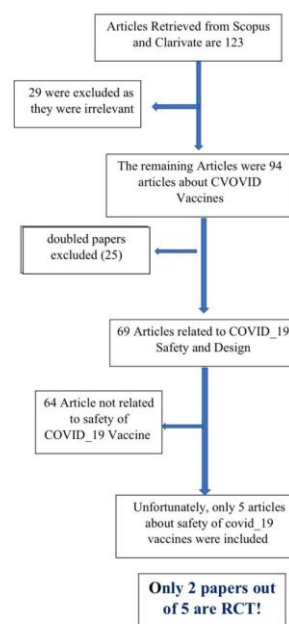 Articles Retrieved from Scopus
and Clarivate are 123
29 were excluded as
they were irrelevant
The remaining Articles were 94
articles about CVOVID
Vaccines
doubled papers
excluded (25)
69 Articles related to COVID_19
Safety and Design
64 Article not related
to safety of
COVID_19 Vaccine
Unfortunately, only 5 articles
about safety of covid_19
vaccines were included
Only 2 papers out
of 5 are RCT!